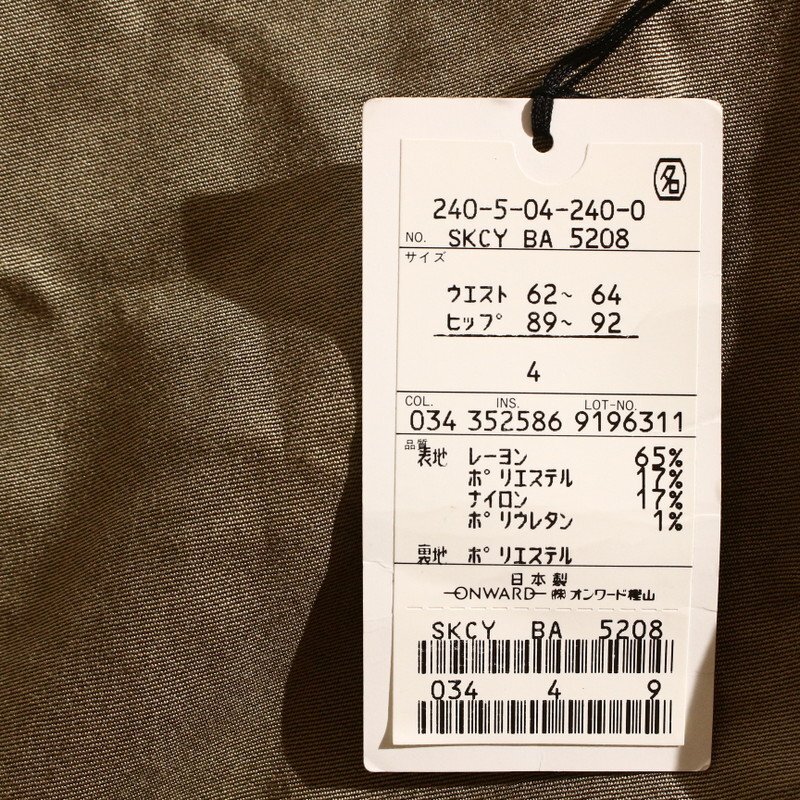 名
240-5-04-240-0
NO. SKCY BA 5208
サイズ
ウエスト 62~ 64
ヒップ 89~ 92
4
COL. INS. LOT-NO.
034 352586 9196311
品質
表地 レーヨン 65%
ポリエステル 17%
ナイロン 17%
ポリウレタン 1%
裏地 ポリエステル
日本製
ONWARD ㈱オンワード樫山
SKCY BA 5208
034 4 9